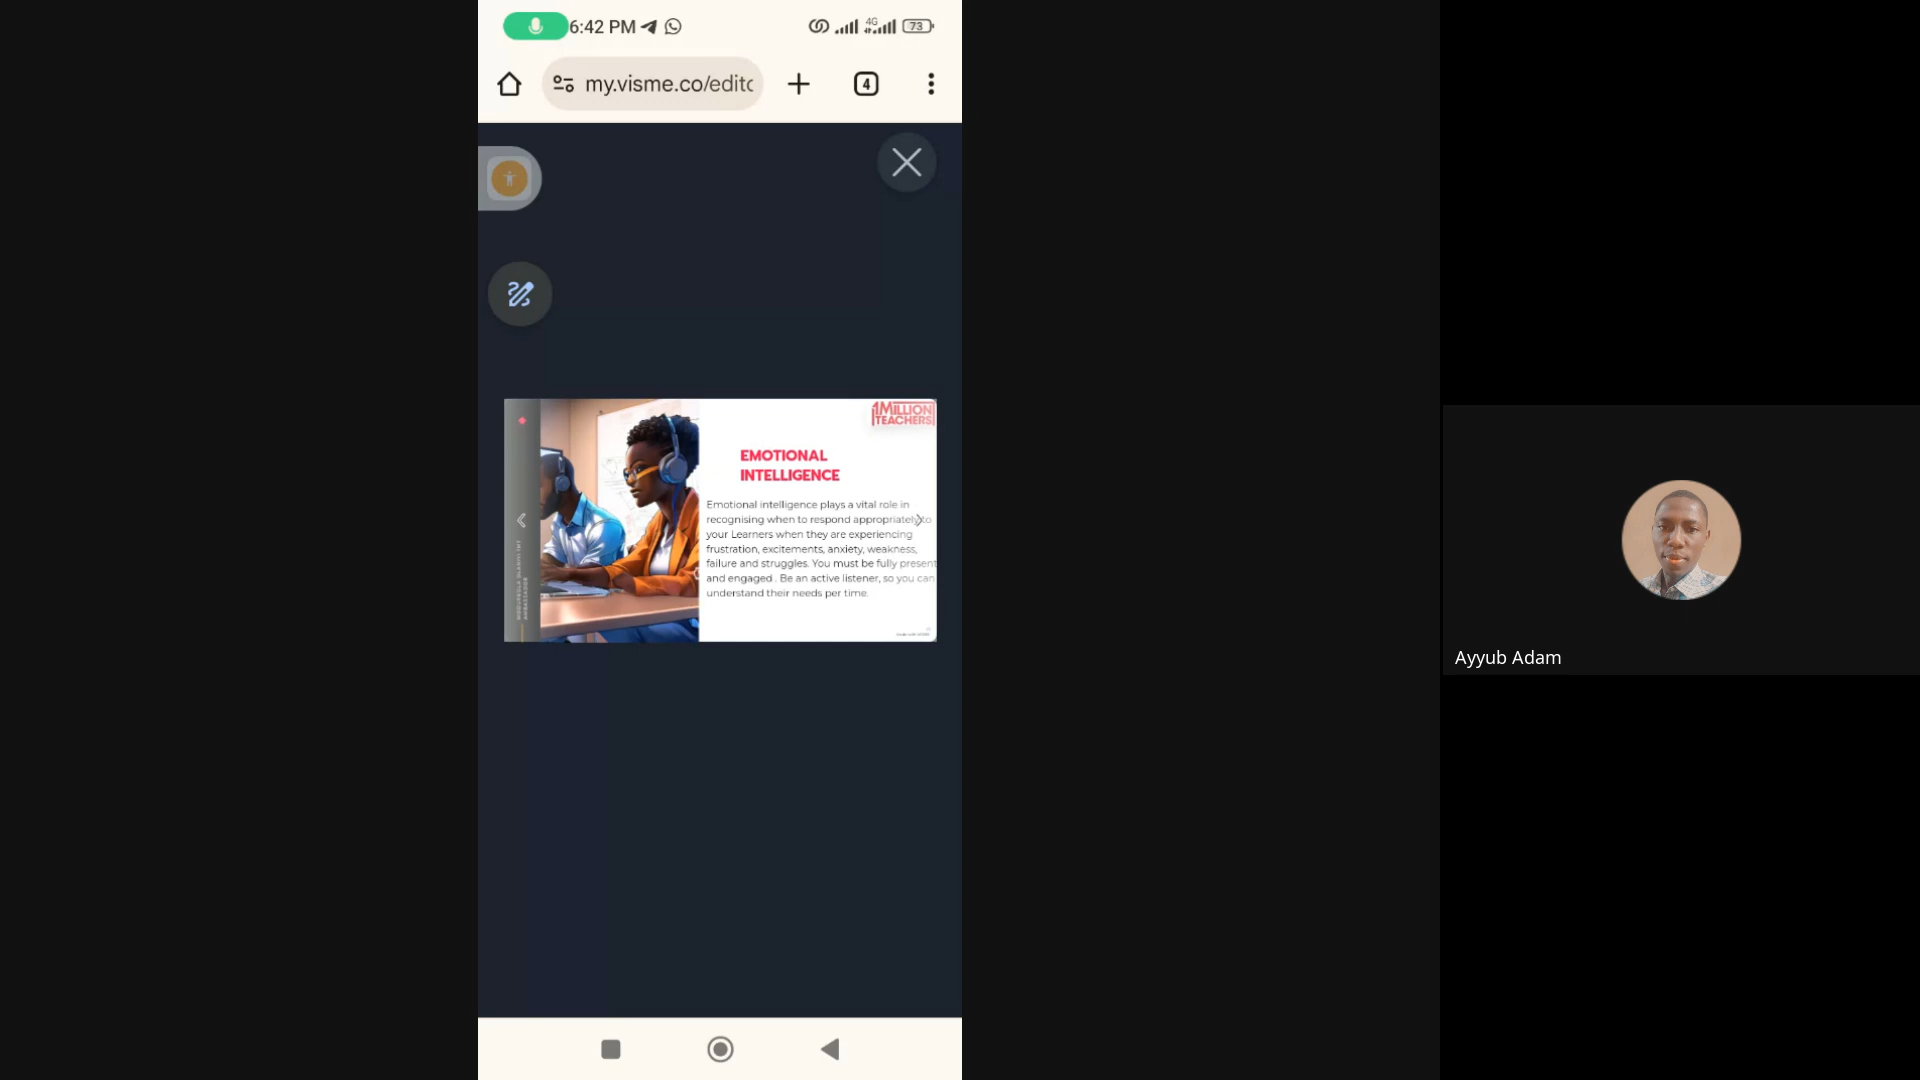 6:42 PM
4G
73
my.visme.co/edito
4
1MILLION
TEACHERS
EMOTIONAL
INTELLIGENCE
Emotional intelligence plays a vital role in
recognising when to respond appropriately to
your Learners when they are experiencing
frustration, excitements, anxiety, weakness,
failure and struggles. You must be fully present
and engaged . Be an active listener, so you can
understand their needs per time.
AMBASSADOR
Ayyub Adam